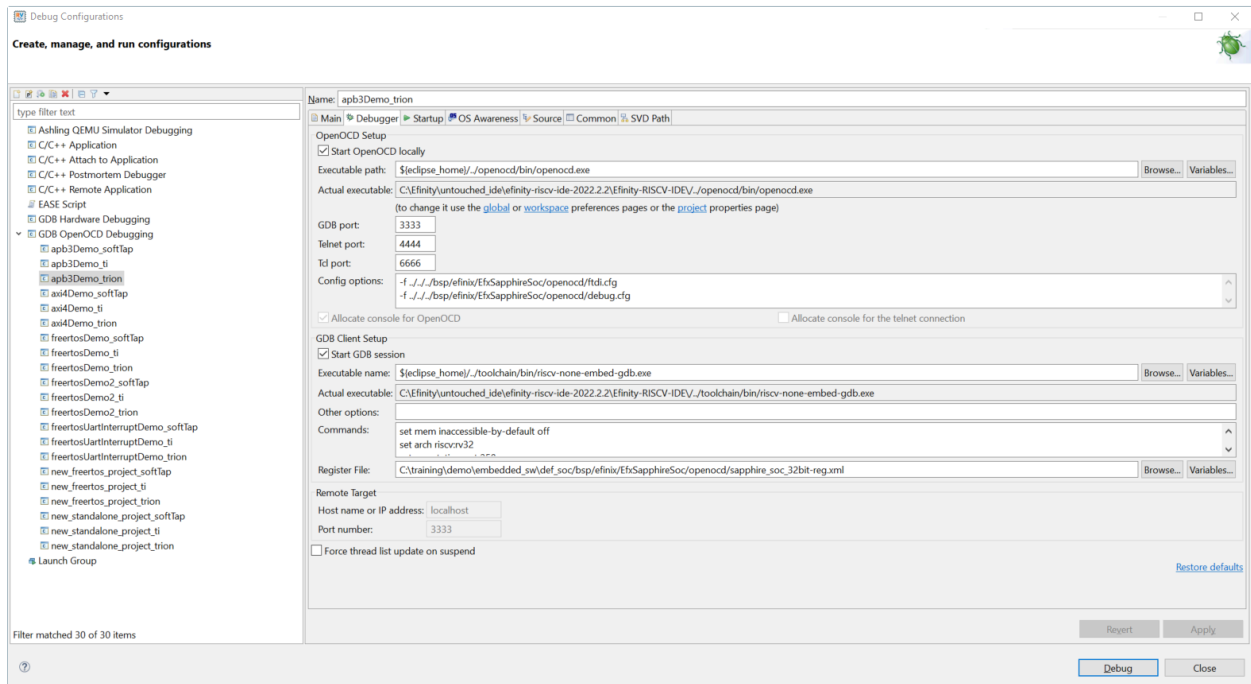 Debug Configurations
Create, manage, and run configurations
type filter text
Ashling QEMU Simulator Debugging
C/C++ Application
C/C++ Attach to Application
C/C++ Postmortem Debugger
C/C++ Remote Application
EASE Script
GDB Hardware Debugging
GDB OpenOCD Debugging
apb3Demo_softTap
apb3Demo_ti
apb3Demo_trion
axi4Demo_softTap
axi4Demo_ti
axi4Demo_trion
freertosDemo_softTap
freertosDemo_ti
freertosDemo_trion
freertosDemo2_softTap
freertosDemo2_ti
freertosDemo2_trion
freertosUartInterruptDemo_softTap
freertosUartInterruptDemo_ti
freertosUartInterruptDemo_trion
new_freertos_project_softTap
new_freertos_project_ti
new_freertos_project_trion
new_standalone_project_softTap
new_standalone_project_ti
new_standalone_project_trion
Launch Group
Filter matched 30 of 30 items
Name: apb3Demo_trion
Main Debugger Startup OS Awareness Source Common SVD Path
OpenOCD Setup
Start OpenOCD locally
Executable path: ${eclipse_home}/../openocd/bin/openocd.exe Browse... Variables...
Actual executable: C:\Efinity\untouched_ide\efinity-riscv-ide-2022.2.2\Efinity-RISCV-IDE\/../openocd/bin/openocd.exe
(to change it use the global or workspace preferences pages or the project properties page)
GDB port: 3333
Telnet port: 4444
Tcl port: 6666
Config options: -f ../../../bsp/efinix/EfxSapphireSoc/openocd/ftdi.cfg
-f ../../../bsp/efinix/EfxSapphireSoc/openocd/debug.cfg
Allocate console for OpenOCD Allocate console for the telnet connection
GDB Client Setup
Start GDB session
Executable name: ${eclipse_home}/../toolchain/bin/riscv-none-embed-gdb.exe Browse... Variables...
Actual executable: C:\Efinity\untouched_ide\efinity-riscv-ide-2022.2.2\Efinity-RISCV-IDE\/../toolchain/bin/riscv-none-embed-gdb.exe
Other options:
Commands: set mem inaccessible-by-default off
set arch riscv:rv32
Register File: C:\training\demo\embedded_sw\def_soc/bsp/efinix/EfxSapphireSoc/openocd/sapphire_soc_32bit-reg.xml Browse... Variables...
Remote Target
Host name or IP address: localhost
Port number: 3333
Force thread list update on suspend
Restore defaults
Revert Apply
Debug Close